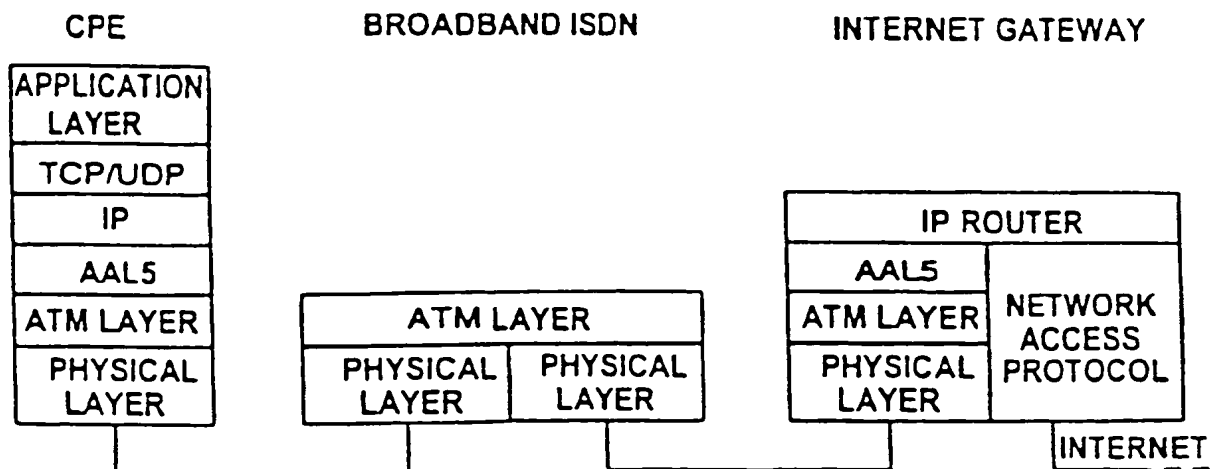 CPE
BROADBAND ISDN
INTERNET GATEWAY
APPLICATION
LAYER
TCP/UDP
IP
AAL5
ATM LAYER
PHYSICAL
LAYER
ATM LAYER
PHYSICAL
LAYER
PHYSICAL
LAYER
IP ROUTER
AAL5
ATM LAYER
PHYSICAL
LAYER
NETWORK
ACCESS
PROTOCOL
INTERNET